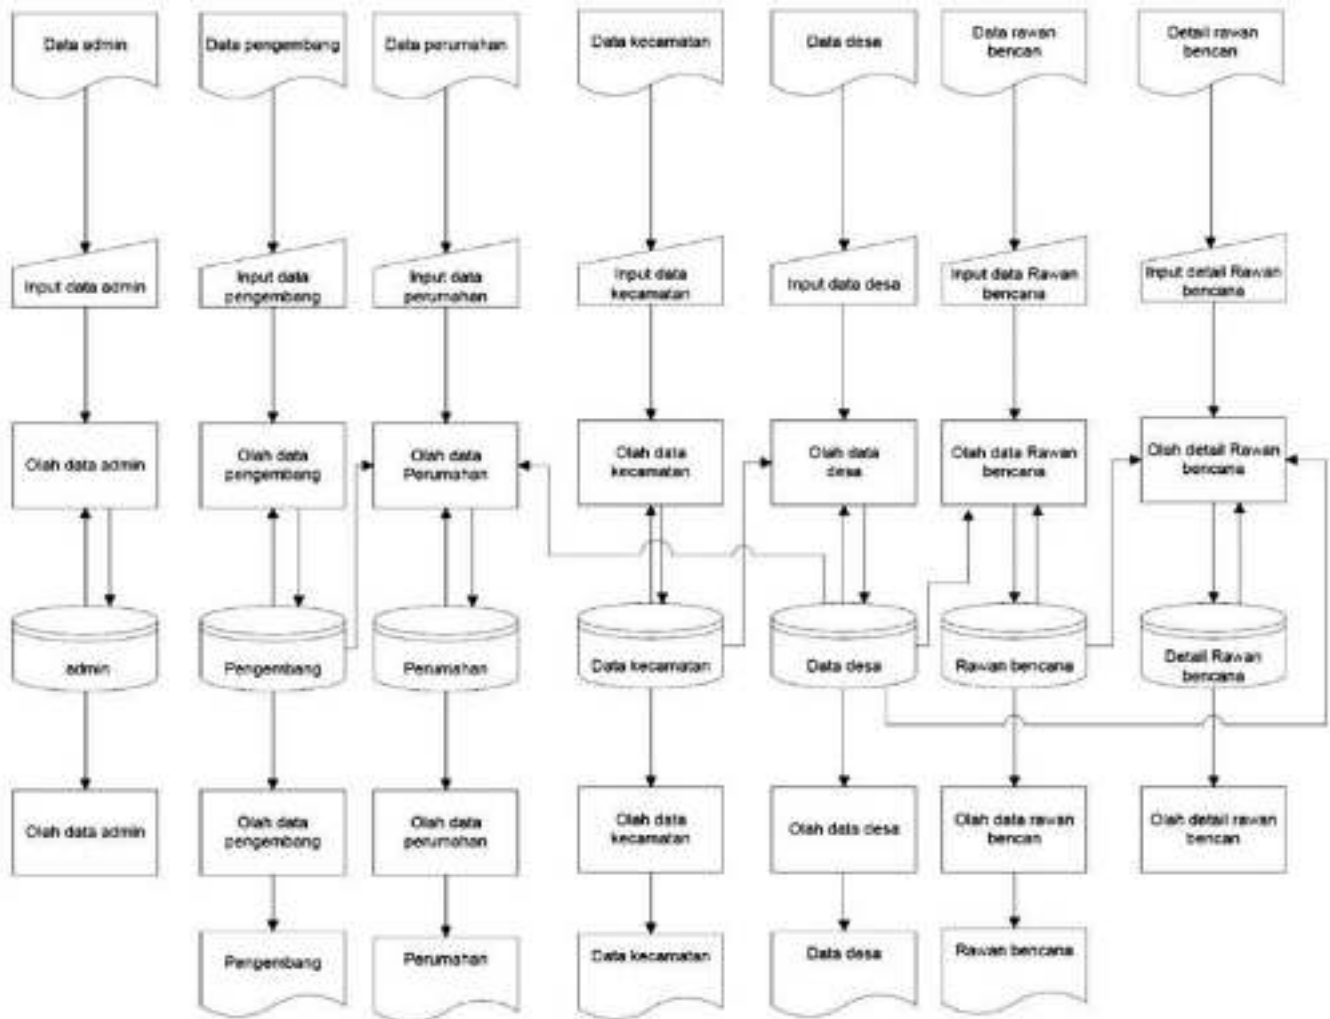 Data admin
Data pengembang
Data perumahan
Data kecamatan
Data desa
Data rawan
bencan
Detail rawan
bencan
Input data admin
Input data
pengembang
Input data
perumahan
Input data
kecamatan
Input data desa
Input data Rawan
bencana
Input detail Rawan
bencana
Olah data admin
Olah data
pengembang
Olah data
Perumahan
Olah data
kecamatan
Olah data
desa
Olah data Rawan
bencana
Olah detail Rawan
bencana
admin
Pengembang
Perumahan
Data kecamatan
Data desa
Rawan bencana
Detail Rawan
bencana
Olah data admin
Olah data
pengembang
Olah data
perumahan
Olah data
kecamatan
Olah data desa
Olah data rawan
bencan
Olah detail rawan
bencan
Pengembang
Perumahan
Data kecamatan
Data desa
Rawan bencana